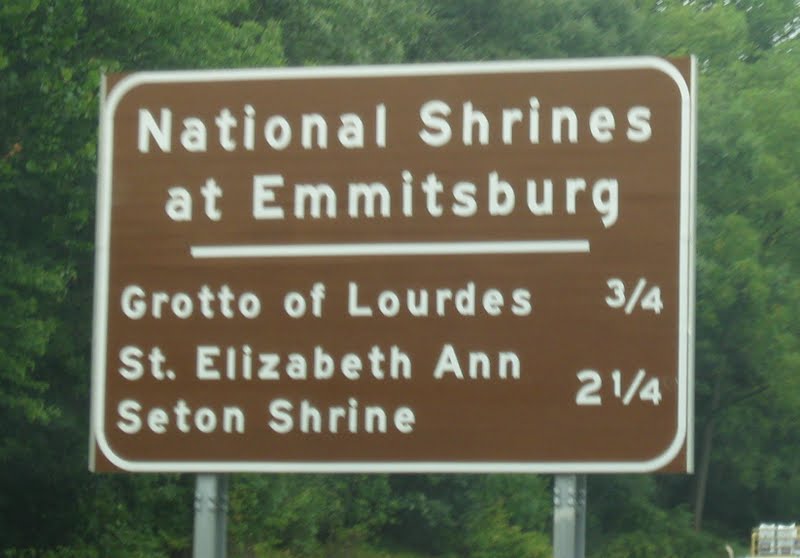 National Shrines
at Emmitsburg
Grotto of Lourdes 3/4
St. Elizabeth Ann
Seton Shrine 2 1/4